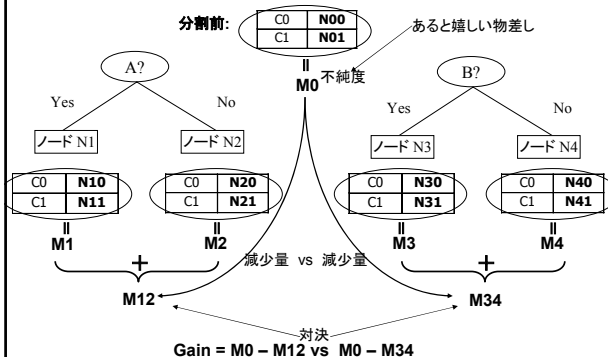 分割前:
C0 N00
C1 N01
あると嬉しい物差し
M0 不純度
A?
Yes No
ノード N1 ノード N2
C0 N10
C1 N11
C0 N20
C1 N21
M1 M2
+
M12
B?
Yes No
ノード N3 ノード N4
C0 N30
C1 N31
C0 N40
C1 N41
M3 M4
+
M34
減少量 vs 減少量
対決
Gain = M0 – M12 vs M0 – M34